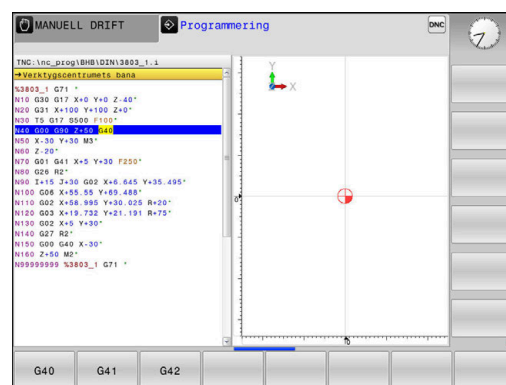 MANUELL DRIFT
Programmering
DNC
TNC:\nc_prog\BHB\DIN\3803_1.i
→Verktygscentrumets bana
%3803_1 G71 *
N10 G30 G17 X+0 Y+0 Z-40*
N20 G31 X+100 Y+100 Z+0*
N30 T5 G17 S500 F100*
N40 G00 G90 Z+50 G40
N50 X-30 Y+30 M3*
N60 Z-20*
N70 G01 G41 X+5 Y+30 F250*
N80 G26 R2*
N90 I+15 J+30 G02 X+6.645 Y+35.495*
N100 G06 X+55.55 Y+69.488*
N110 G02 X+58.995 Y+30.025 R+20*
N120 G03 X+19.732 Y+21.191 R+75*
N130 G02 X+5 Y+30*
N140 G27 R2*
N150 G00 G40 X-30*
N160 Z+50 M2*
N99999999 %3803_1 G71 *
Y
X
0
0
G40 G41 G42